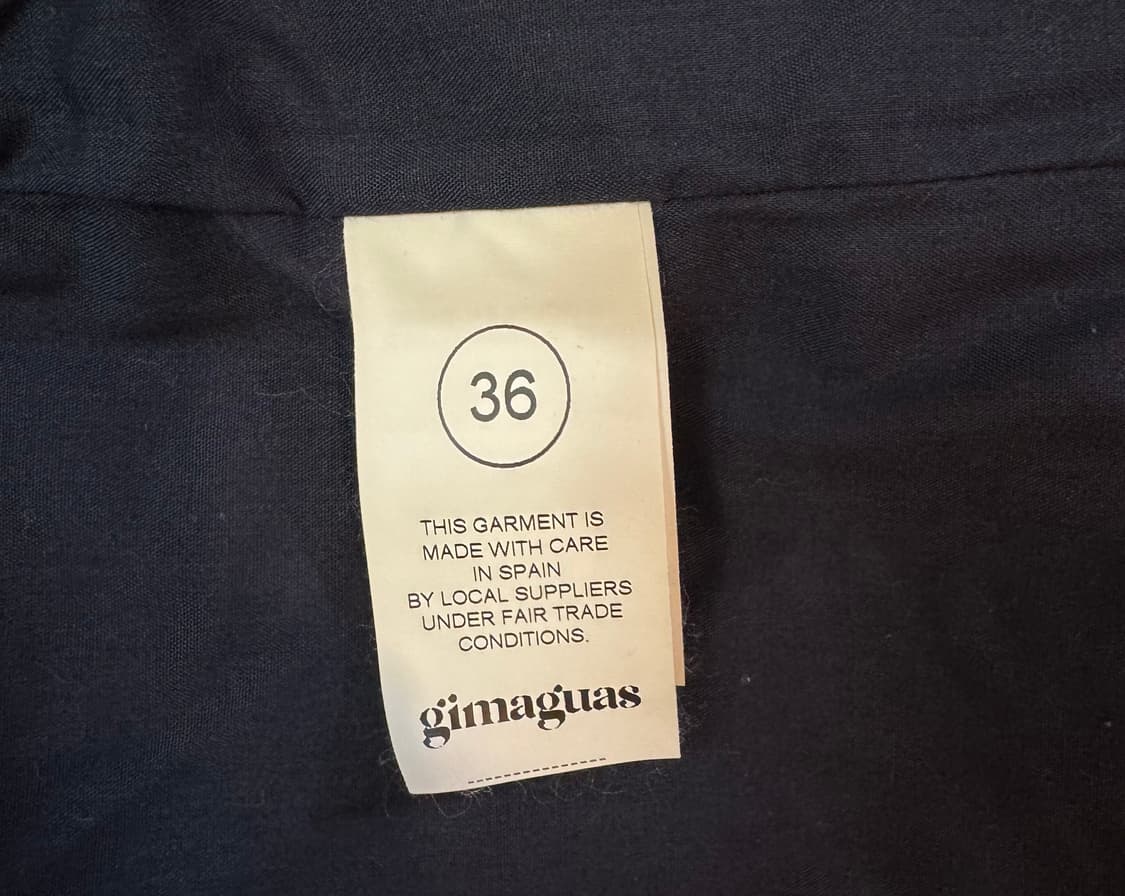 36
THIS GARMENT IS
MADE WITH CARE
IN SPAIN
BY LOCAL SUPPLIERS
UNDER FAIR TRADE
CONDITIONS.
gimaguas